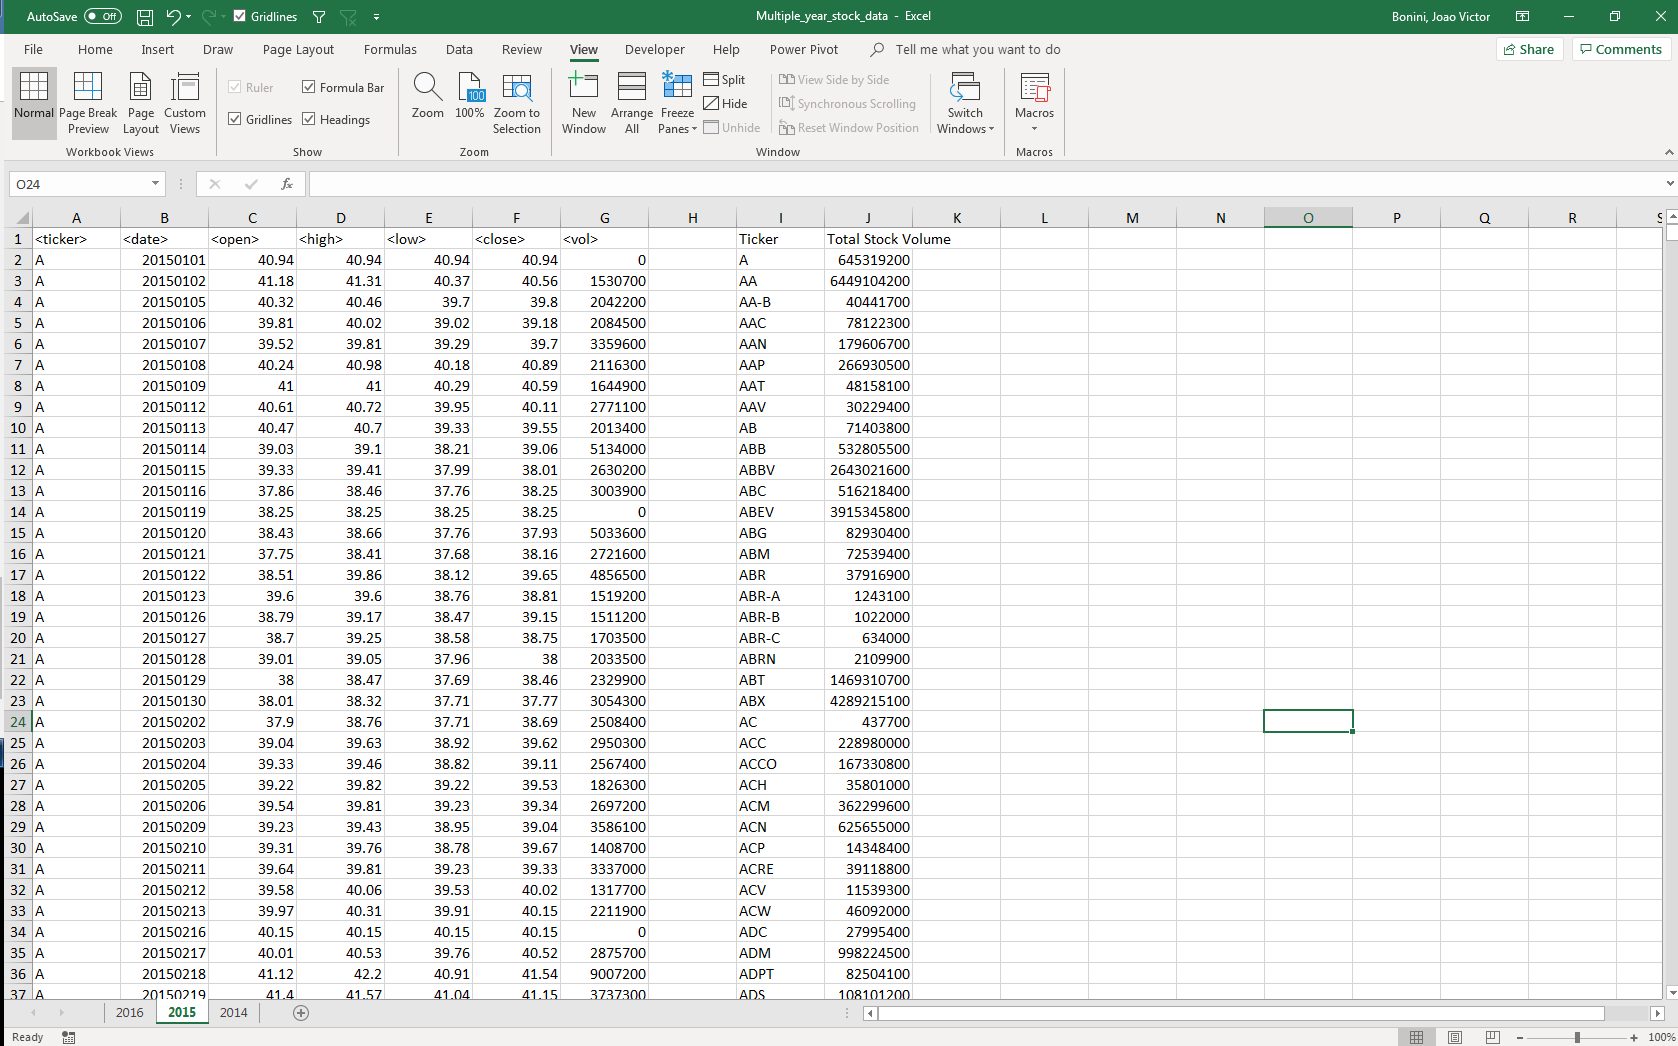 AutoSave Off Gridlines Multiple_year_stock_data - Excel Bonini, Joao Victor
File Home Insert Draw Page Layout Formulas Data Review View Developer Help Power Pivot Tell me what you want to do Share Comments
Normal
Page Break Preview
Page Layout
Custom Views
Workbook Views
Ruler Formula Bar
Gridlines Headings
Show
Zoom
100
100%
Zoom to Selection
Zoom
New Window
Arrange All
Freeze Panes
Split
Hide
Unhide
View Side by Side
Synchronous Scrolling
Reset Window Position
Window
Switch Windows
Macros
Macros
O24 fx
A B C D E F G H I J K L M N O P Q R S
1 <ticker> <date> <open> <high> <low> <close> <vol> Ticker Total Stock Volume
2 A 20150101 40.94 40.94 40.94 40.94 0 A 645319200
3 A 20150102 41.18 41.31 40.37 40.56 1530700 AA 6449104200
4 A 20150105 40.32 40.46 39.7 39.8 2042200 AA-B 40441700
5 A 20150106 39.81 40.02 39.02 39.18 2084500 AAC 78122300
6 A 20150107 39.52 39.81 39.29 39.7 3359600 AAN 179606700
7 A 20150108 40.24 40.98 40.18 40.89 2116300 AAP 266930500
8 A 20150109 41 41 40.29 40.59 1644900 AAT 48158100
9 A 20150112 40.61 40.72 39.95 40.11 2771100 AAV 30229400
10 A 20150113 40.47 40.7 39.33 39.55 2013400 AB 71403800
11 A 20150114 39.03 39.1 38.21 39.06 5134000 ABB 532805500
12 A 20150115 39.33 39.41 37.99 38.01 2630200 ABBV 2643021600
13 A 20150116 37.86 38.46 37.76 38.25 3003900 ABC 516218400
14 A 20150119 38.25 38.25 38.25 38.25 0 ABEV 3915345800
15 A 20150120 38.43 38.66 37.76 37.93 5033600 ABG 82930400
16 A 20150121 37.75 38.41 37.68 38.16 2721600 ABM 72539400
17 A 20150122 38.51 39.86 38.12 39.65 4856500 ABR 37916900
18 A 20150123 39.6 39.6 38.76 38.81 1519200 ABR-A 1243100
19 A 20150126 38.79 39.17 38.47 39.15 1511200 ABR-B 1022000
20 A 20150127 38.7 39.25 38.58 38.75 1703500 ABR-C 634000
21 A 20150128 39.01 39.05 37.96 38 2033500 ABRN 2109900
22 A 20150129 38 38.47 37.69 38.46 2329900 ABT 1469310700
23 A 20150130 38.01 38.32 37.71 37.77 3054300 ABX 4289215100
24 A 20150202 37.9 38.76 37.71 38.69 2508400 AC 437700
25 A 20150203 39.04 39.63 38.92 39.62 2950300 ACC 228980000
26 A 20150204 39.33 39.46 38.82 39.11 2567400 ACCO 167330800
27 A 20150205 39.22 39.82 39.22 39.53 1826300 ACH 35801000
28 A 20150206 39.54 39.81 39.23 39.34 2697200 ACM 362299600
29 A 20150209 39.23 39.43 38.95 39.04 3586100 ACN 625655000
30 A 20150210 39.31 39.76 38.78 39.67 1408700 ACP 14348400
31 A 20150211 39.64 39.81 39.23 39.33 3337000 ACRE 39118800
32 A 20150212 39.58 40.06 39.53 40.02 1317700 ACV 11539300
33 A 20150213 39.97 40.31 39.91 40.15 2211900 ACW 46092000
34 A 20150216 40.15 40.15 40.15 40.15 0 ADC 27995400
35 A 20150217 40.01 40.53 39.76 40.52 2875700 ADM 998224500
36 A 20150218 41.12 42.2 40.91 41.54 9007200 ADPT 82504100
37 A 20150219 41.4 41.57 41.04 41.15 3737300 ADS 108101200
2016 2015 2014
Ready 100%